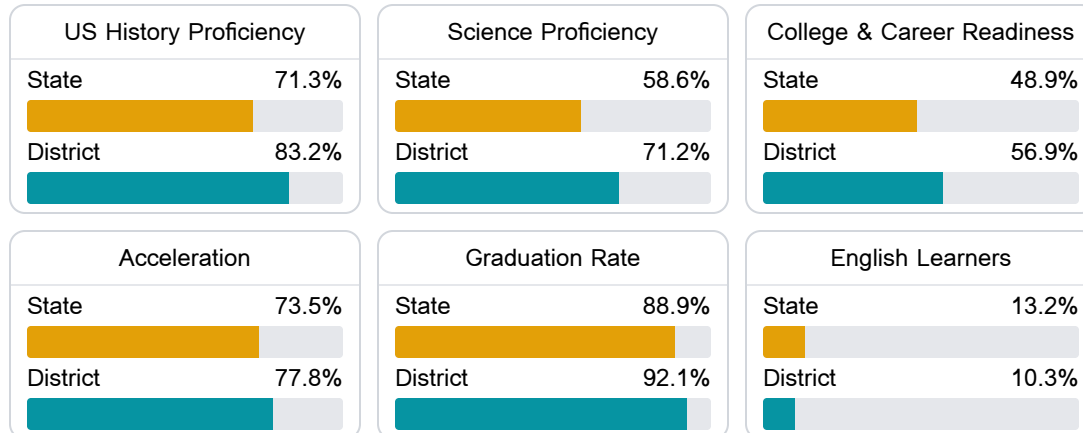 US History Proficiency
State 71.3%
District 83.2%
Science Proficiency
State 58.6%
District 71.2%
College & Career Readiness
State 48.9%
District 56.9%
Acceleration
State 73.5%
District 77.8%
Graduation Rate
State 88.9%
District 92.1%
English Learners
State 13.2%
District 10.3%